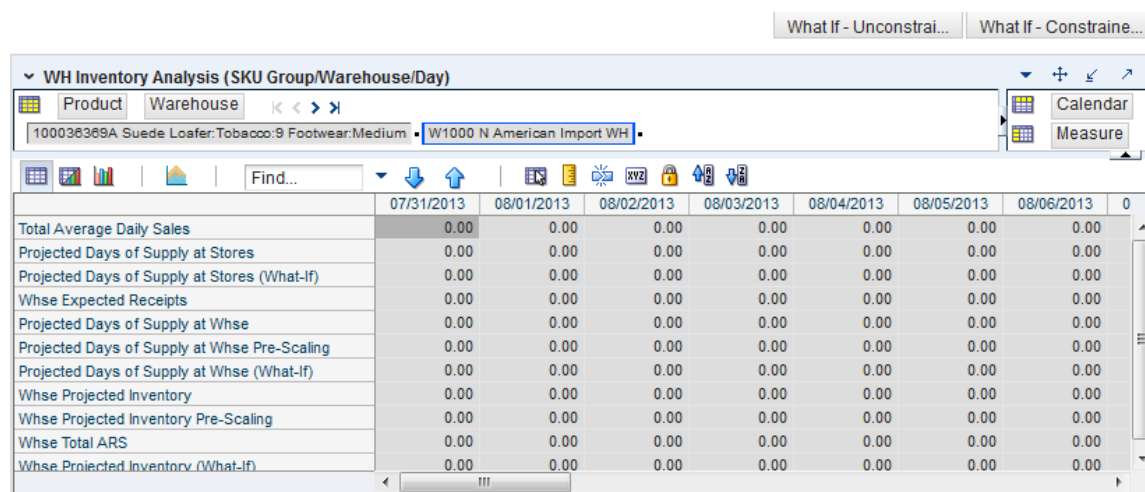 What If - Unconstrai... What If - Constraine...
WH Inventory Analysis (SKU Group/Warehouse/Day)
Product Warehouse Calendar
100036369A Suede Loafer:Tobacco:9 Footwear:Medium W1000 N American Import WH Measure
Find... XYZ
07/31/2013 08/01/2013 08/02/2013 08/03/2013 08/04/2013 08/05/2013 08/06/2013 0
Total Average Daily Sales 0.00 0.00 0.00 0.00 0.00 0.00 0.00
Projected Days of Supply at Stores 0.00 0.00 0.00 0.00 0.00 0.00 0.00
Projected Days of Supply at Stores (What-If) 0.00 0.00 0.00 0.00 0.00 0.00 0.00
Whse Expected Receipts 0.00 0.00 0.00 0.00 0.00 0.00 0.00
Projected Days of Supply at Whse 0.00 0.00 0.00 0.00 0.00 0.00 0.00
Projected Days of Supply at Whse Pre-Scaling 0.00 0.00 0.00 0.00 0.00 0.00 0.00
Projected Days of Supply at Whse (What-If) 0.00 0.00 0.00 0.00 0.00 0.00 0.00
Whse Projected Inventory 0.00 0.00 0.00 0.00 0.00 0.00 0.00
Whse Projected Inventory Pre-Scaling 0.00 0.00 0.00 0.00 0.00 0.00 0.00
Whse Total ARS 0.00 0.00 0.00 0.00 0.00 0.00 0.00
Whse Projected Inventory (What-If) 0.00 0.00 0.00 0.00 0.00 0.00 0.00